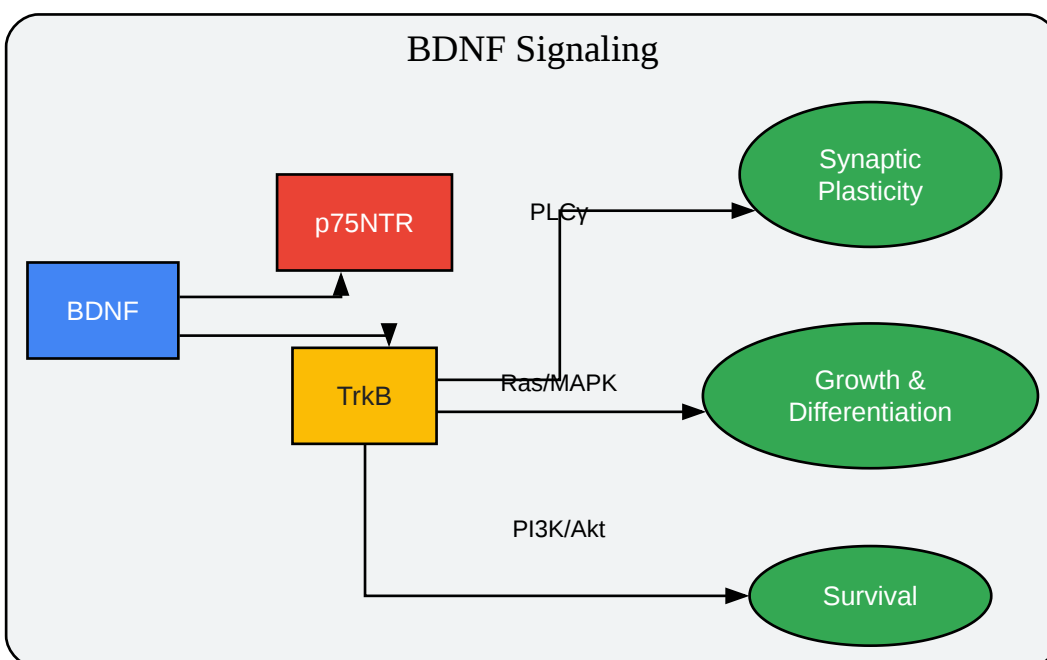 BDNF Signaling
Synaptic
Plasticity
p75NTR
PLCγ
BDNF
TrkB
Ras/MAPK
Growth &
Differentiation
PI3K/Akt
Survival